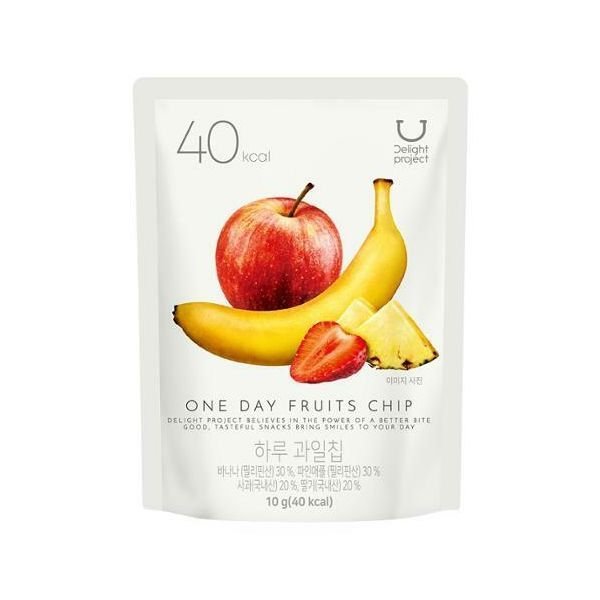 40 kcal
Delight
project
이미지 사진
ONE DAY FRUITS CHIP
DELIGHT PROJECT BELIEVES IN THE POWER OF A BETTER BITE
GOOD, TASTEFUL SNACKS BRING SMILES TO YOUR DAY
하루 과일칩
바나나(필리핀산) 30 %, 파인애플 (필리핀산) 30 %
사과(국내산) 20 %, 딸기(국내산) 20 %
10 g(40 kcal)